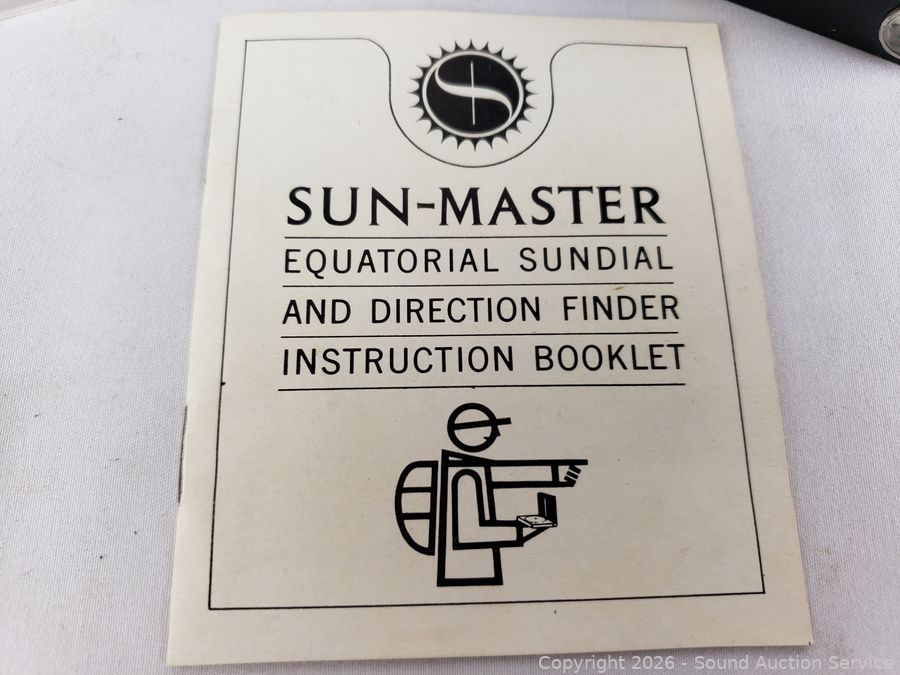 SUN-MASTER
EQUATORIAL SUNDIAL
AND DIRECTION FINDER
INSTRUCTION BOOKLET
Copyright 2026 - Sound Auction Service